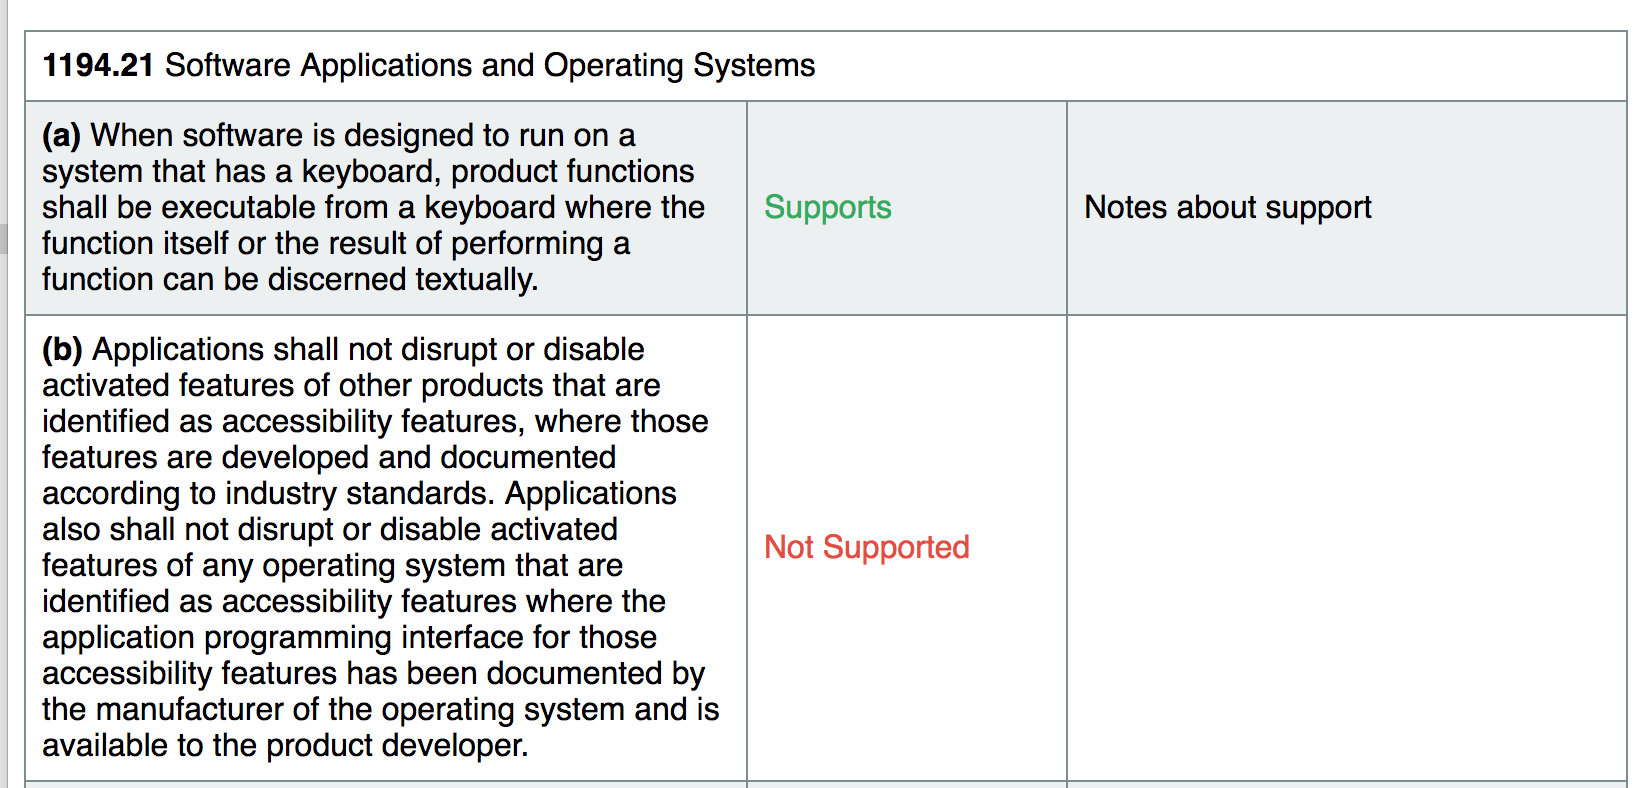 1194.21 Software Applications and Operating Systems
(a) When software is designed to run on a
system that has a keyboard, product functions
shall be executable from a keyboard where the
function itself or the result of performing a
function can be discerned textually.
Supports
Notes about support
(b) Applications shall not disrupt or disable
activated features of other products that are
identified as accessibility features, where those
features are developed and documented
according to industry standards. Applications
also shall not disrupt or disable activated
features of any operating system that are
identified as accessibility features where the
application programming interface for those
accessibility features has been documented by
the manufacturer of the operating system and is
available to the product developer.
Not Supported